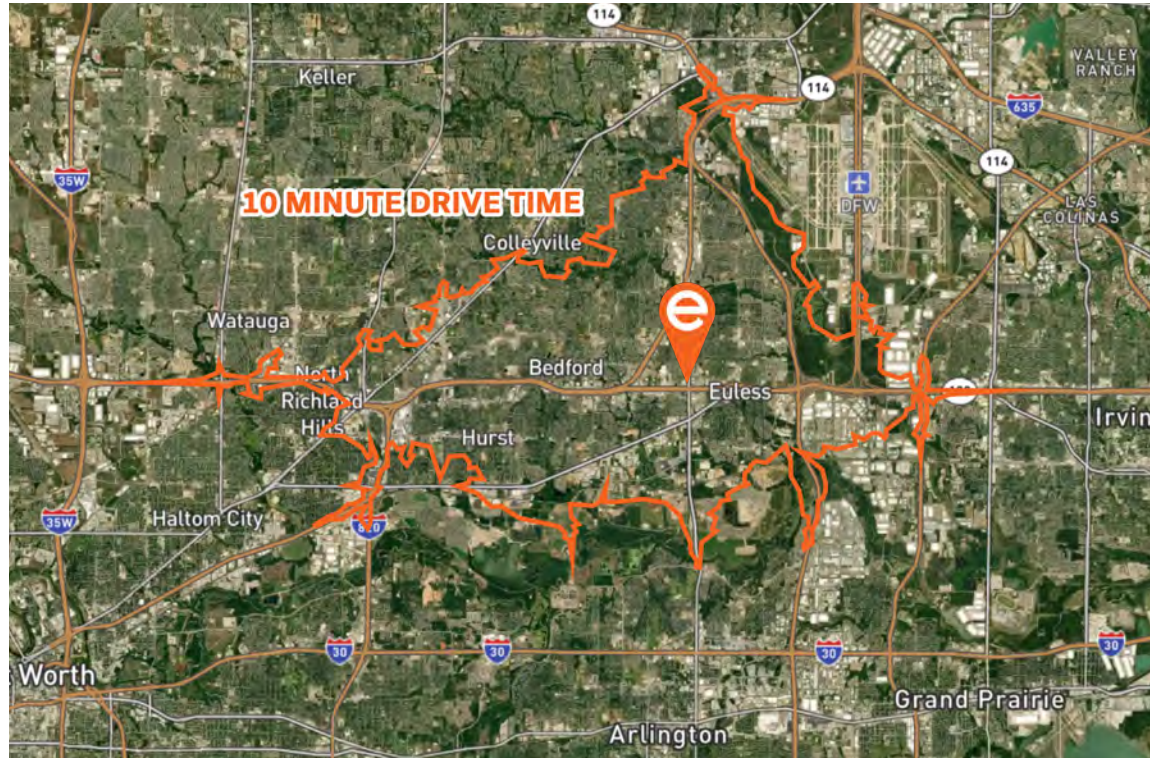 114
VALLEY
RANCH
Keller
114
635
35W
114
10 MINUTE DRIVE TIME
DFW
LAS
COLINAS
Colleyville
e
Watauga
North
Richland
Hills
Bedford
Euless
Irvin
Hurst
35W
Haltom City
820
30
30
30
30
Worth
Grand Prairie
Arlington